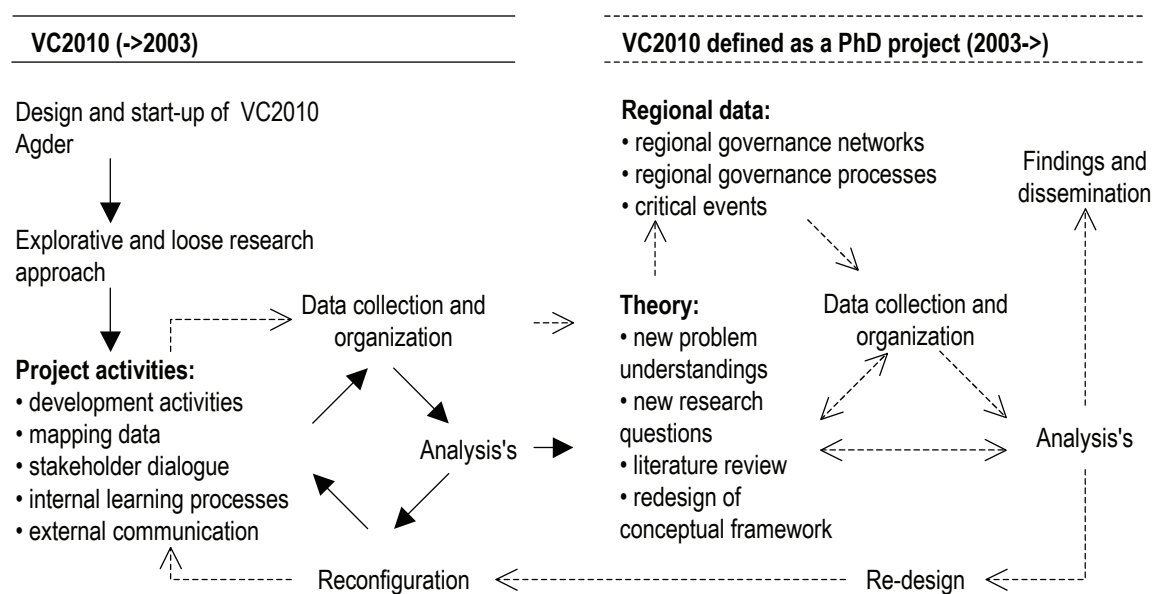 VC2010 (->2003)
Design and start-up of VC2010
Agder
Explorative and loose research
approach
Project activities:
• development activities
• mapping data
• stakeholder dialogue
• internal learning processes
• external communication
Data collection and
organization
Analysis's
Reconfiguration
VC2010 defined as a PhD project (2003->)
Regional data:
• regional governance networks
• regional governance processes
• critical events
Theory:
• new problem
understandings
• new research
questions
• literature review
• redesign of
conceptual framework
Data collection and
organization
Analysis's
Findings and
dissemination
Re-design